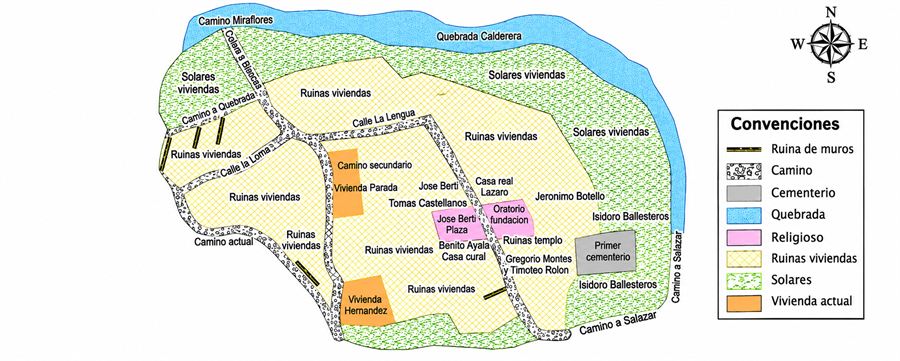 Camino Miraflores
Quebrada Calderera
Colara a Blancas
Solares
viviendas
Solares viviendas
Ruinas viviendas
Camino a Quebrada
Calle La Lengua
Ruinas viviendas
Solares viviendas
Ruinas viviendas
Calle la Loma
Camino secundario
Vivienda Parada
Ruinas viviendas
Jose Berti
Casa real
Lazaro
Jeronimo Botello
Tomas Castellanos
Jose Berti
Plaza
Oratorio
fundacion
Isidoro Ballesteros
Camino actual
Ruinas
viviendas
Ruinas viviendas
Benito Ayala
Casa cural
Ruinas templo
Gregorio Montes
Timoteo Rolon
Primer
cementerio
Isidoro Ballesteros
Camino a Salazar
Ruinas viviendas
Vivienda
Hernandez
Camino a Salazar
N
W
E
S
Convenciones
Ruina de muros
Camino
Cementerio
Quebrada
Religioso
Ruinas viviendas
Solares
Vivienda actual